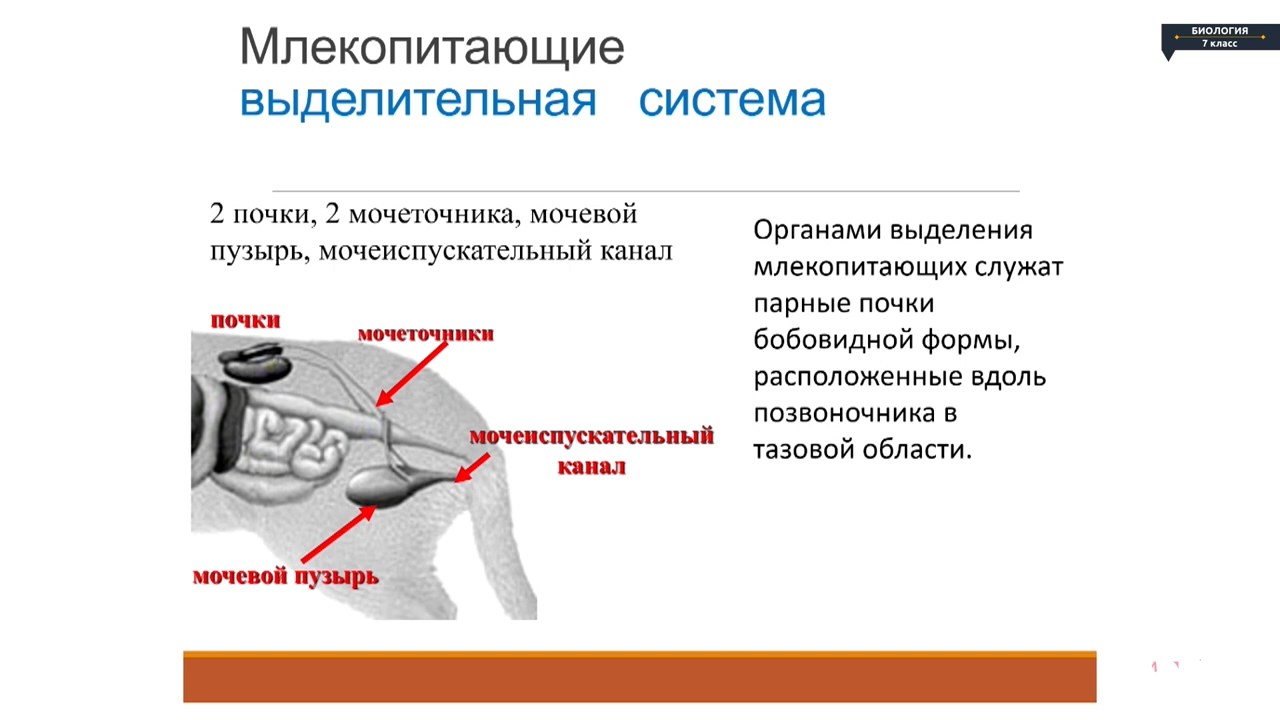 Млекопитающие
выделительная система
БИОЛОГИЯ
7 класс
2 почки, 2 мочеточника, мочевой
пузырь, мочеиспускательный канал
почки
мочеточники
мочеиспускательный
канал
мочевой пузырь
Органами выделения
млекопитающих служат
парные почки
бобовидной формы,
расположенные вдоль
позвоночника в
тазовой области.